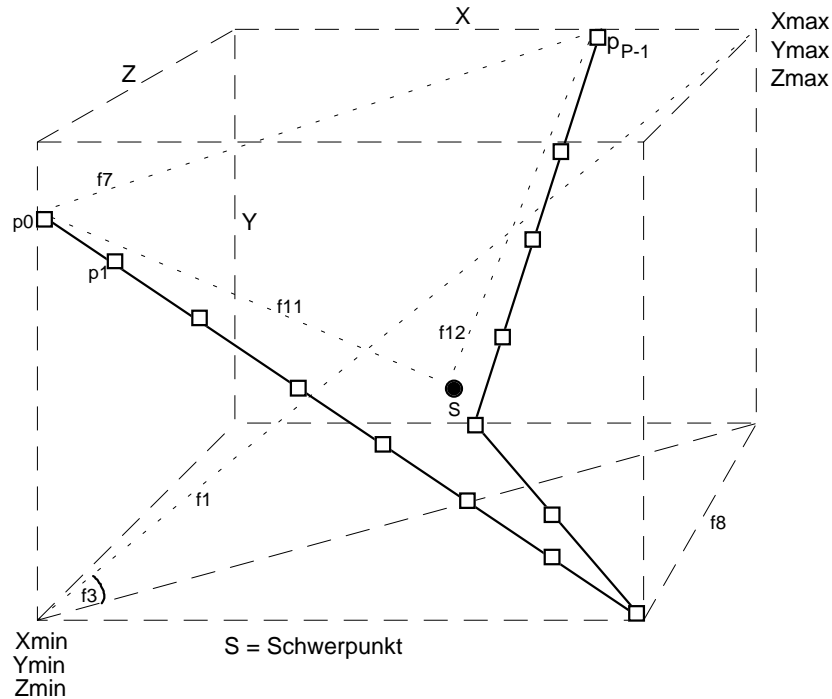 X
Xmax
Ymax
Zmax
pP-1
Z
f7
Y
p0
p1
f11
f12
S
f1
f8
f3
Xmin
Ymin
Zmin
S = Schwerpunkt